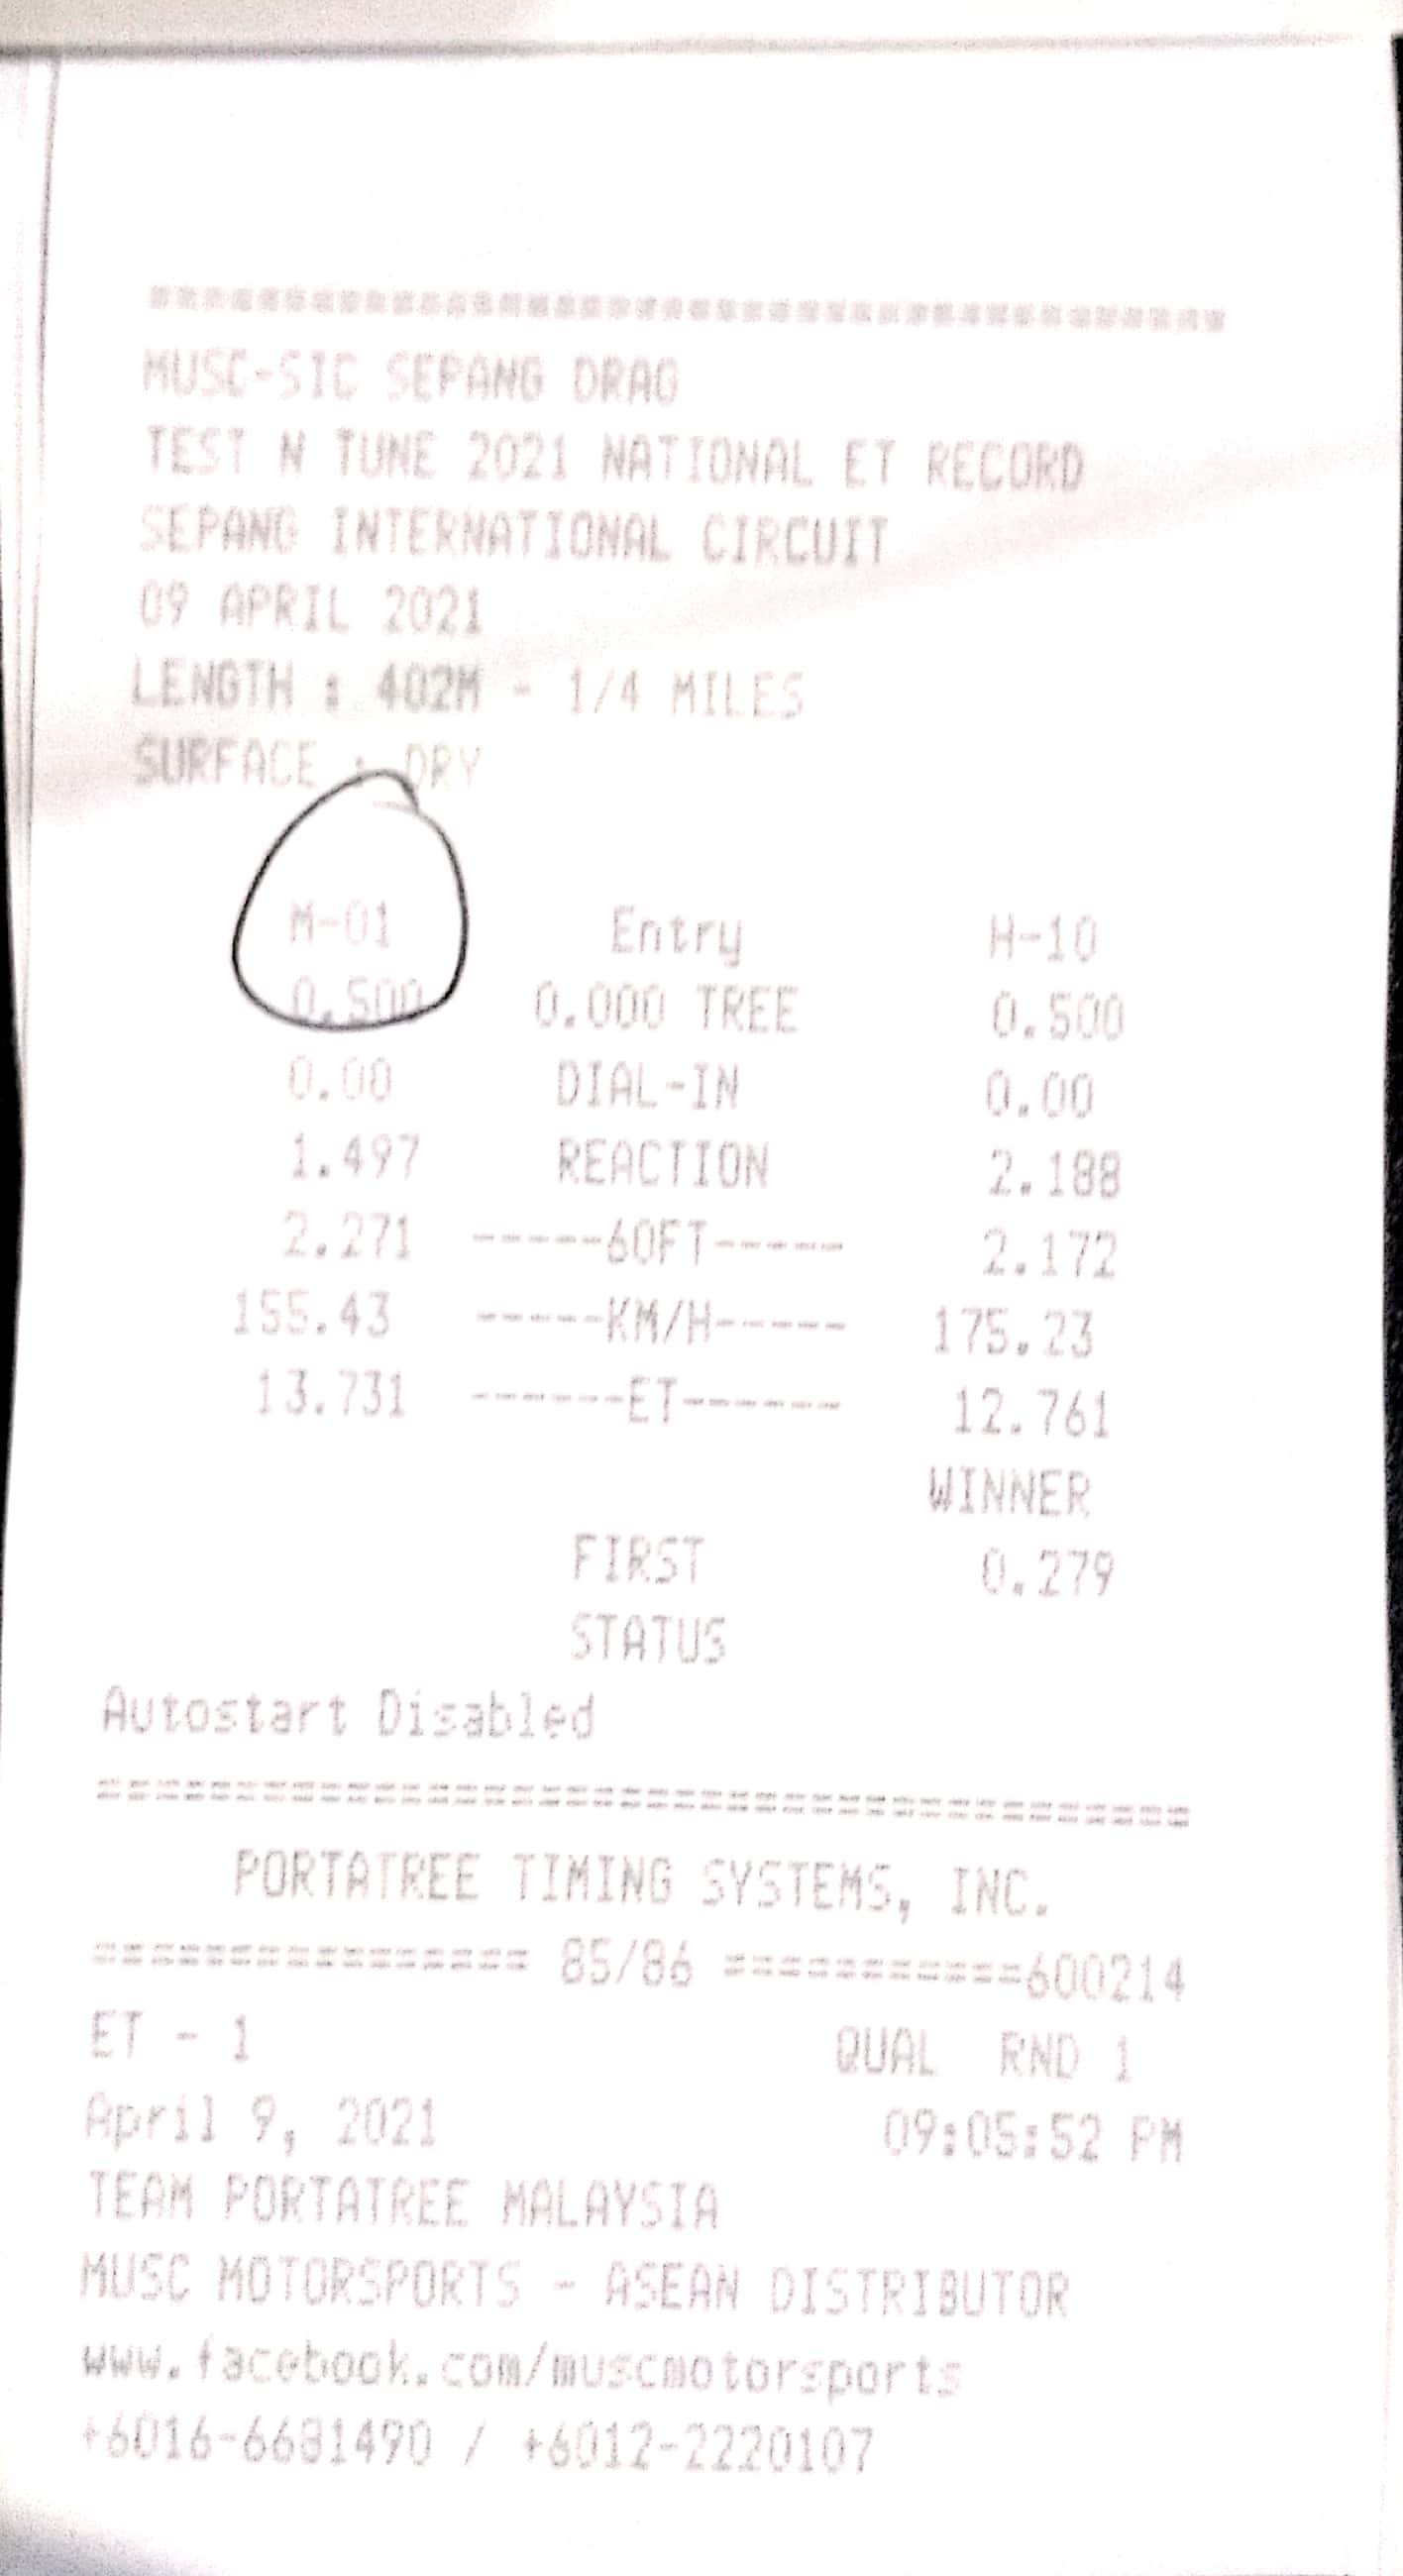 ==========================================
MUSC-SIC SEPANG DRAG
TEST N TUNE 2021 NATIONAL ET RECORD
SEPANG INTERNATIONAL CIRCUIT
09 APRIL 2021
LENGTH : 402M - 1/4 MILES
SURFACE : DRY
M-01 Entry H-10
0.500 0.000 TREE 0.500
0.00 DIAL-IN 0.00
1.497 REACTION 2.188
2.271 -----60FT----- 2.172
155.43 -----KM/H----- 175.23
13.731 ------ET------ 12.761
WINNER
FIRST 0.279
STATUS
Autostart Disabled
=========================================
PORTATREE TIMING SYSTEMS, INC.
================ 85/86 ===========600214
ET - 1 QUAL RND 1
April 9, 2021 09:05:52 PM
TEAM PORTATREE MALAYSIA
MUSC MOTORSPORTS - ASEAN DISTRIBUTOR
www.facebook.com/muscmotorsports
+6016-6681490 / +6012-2220107